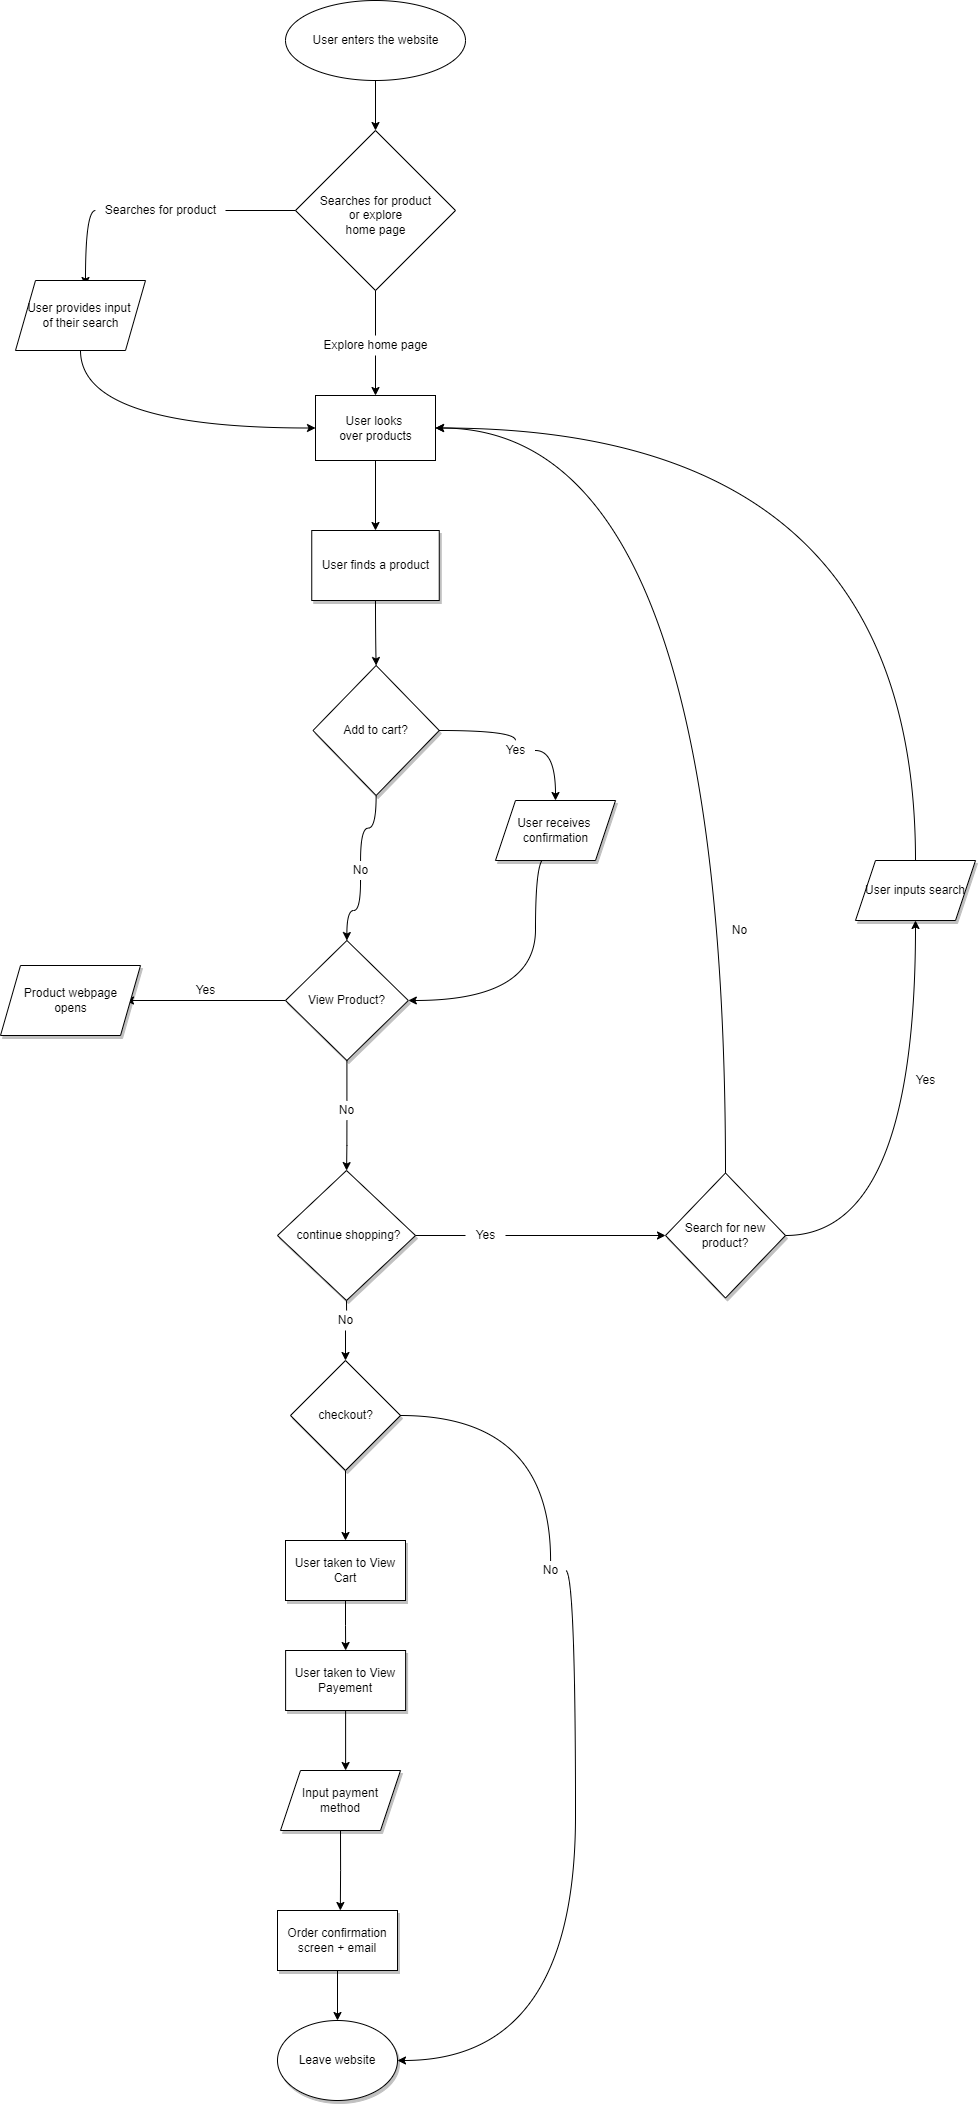 User enters the website
Searches for product
or explore
home page
Searches for product
User provides input
of their search
Explore home page
User looks
over products
User finds a product
Add to cart?
Yes
User receives
confirmation
No
User inputs search
No
View Product?
Yes
Product webpage
opens
No
Yes
continue shopping?
Yes
Search for new
product?
No
checkout?
No
User taken to View
Cart
User taken to View
Payement
Input payment
method
Order confirmation
screen + email
Leave website